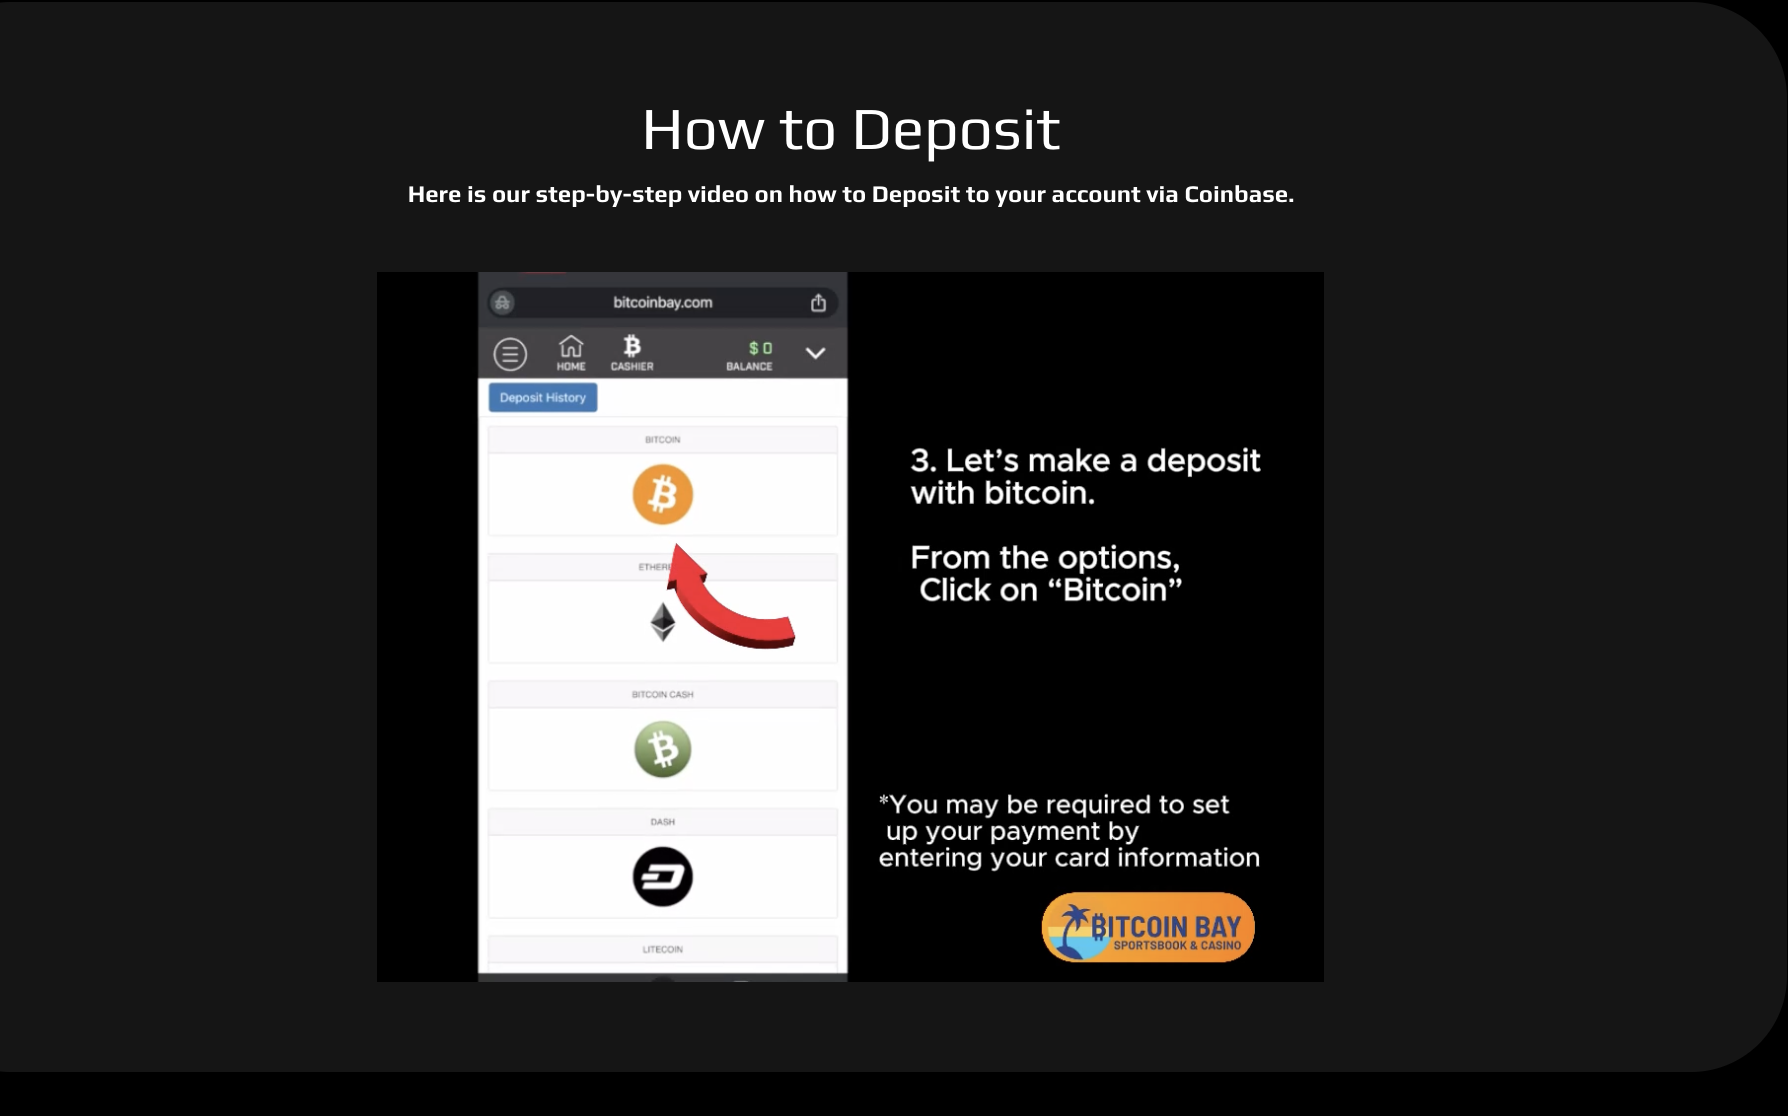 How to Deposit
Here is our step-by-step video on how to Deposit to your account via Coinbase.
bitcoinbay.com
HOME
CASHIER
$ 0
BALANCE
Deposit History
BITCOIN
3. Let's make a deposit
with bitcoin.
From the options,
Click on “Bitcoin”
BITCOIN CASH
DASH
LITECOIN
*You may be required to set
up your payment by
entering your card information
BITCOIN BAY
SPORTSBOOK & CASINO